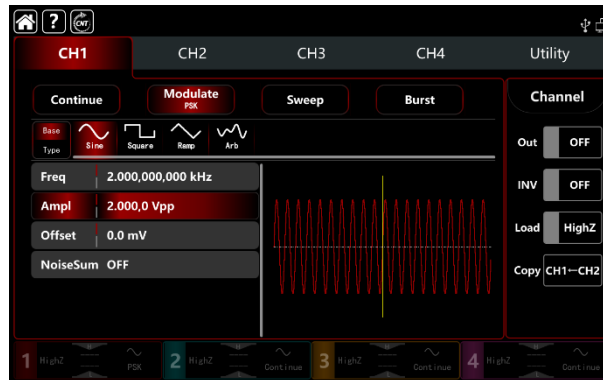 ? CNT
CH1 CH2 CH3 CH4 Utility
Continue Modulate Sweep Burst Channel
PSK
Base
Type Sine Square Ramp Arb
Out OFF
Freq 2.000,000,000 kHz
INV OFF
Ampl 2.000,0 Vpp
Load HighZ
Offset 0.0 mV
NoiseSum OFF
Copy CH1←CH2
1 HighZ PSK 2 HighZ Continue 3 HighZ Continue 4 HighZ Continue